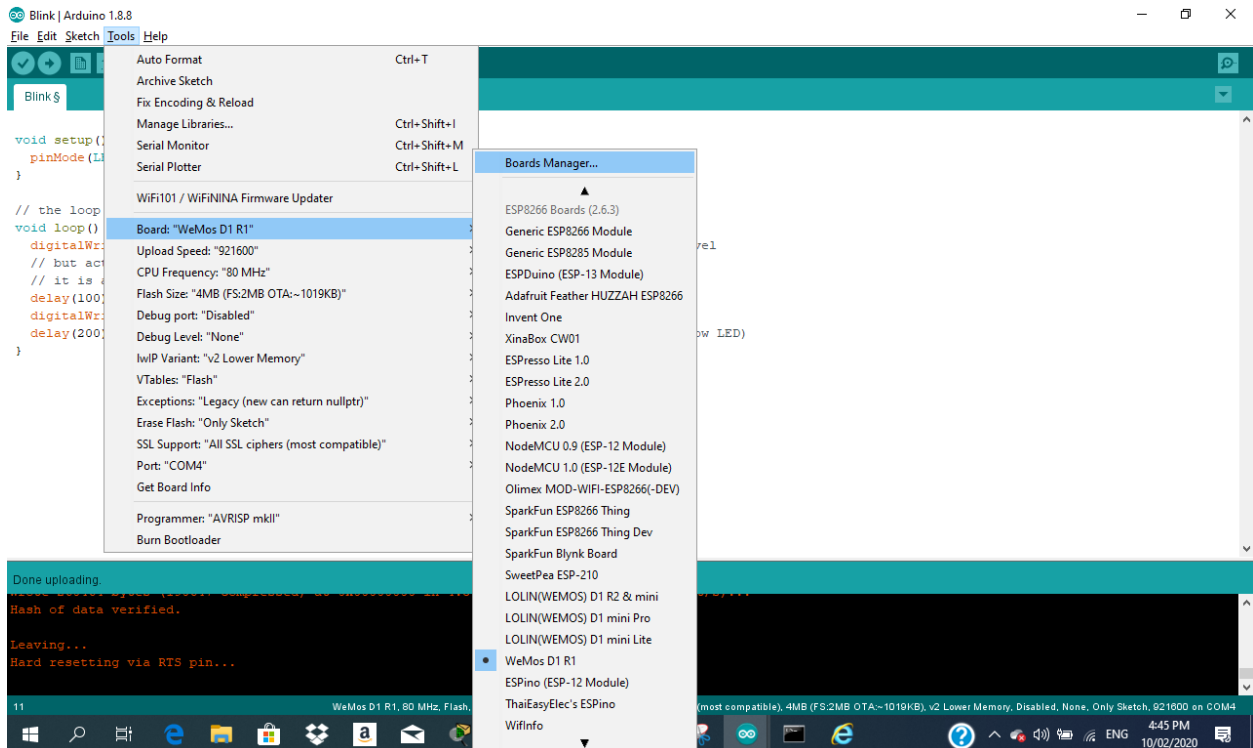 Blink | Arduino 1.8.8
File Edit Sketch Tools Help
Blink §
void setup()
pinMode(L
}
// the loop
void loop()
digitalWr
// but act
// it is
delay(100)
digitalWr
delay(200)
}
vel
ow LED)
Auto Format Ctrl+T
Archive Sketch
Fix Encoding & Reload
Manage Libraries... Ctrl+Shift+I
Serial Monitor Ctrl+Shift+M
Serial Plotter Ctrl+Shift+L
WiFi101 / WiFiNINA Firmware Updater
Board: "WeMos D1 R1"
Upload Speed: "921600"
CPU Frequency: "80 MHz"
Flash Size: "4MB (FS:2MB OTA:~1019KB)"
Debug port: "Disabled"
Debug Level: "None"
IwIP Variant: "v2 Lower Memory"
VTables: "Flash"
Exceptions: "Legacy (new can return nullptr)"
Erase Flash: "Only Sketch"
SSL Support: "All SSL ciphers (most compatible)"
Port: "COM4"
Get Board Info
Programmer: "AVRISP mkII"
Burn Bootloader
Boards Manager...
ESP8266 Boards (2.6.3)
Generic ESP8266 Module
Generic ESP8285 Module
ESPDuino (ESP-13 Module)
Adafruit Feather HUZZAH ESP8266
Invent One
XinaBox CW01
ESPresso Lite 1.0
ESPresso Lite 2.0
Phoenix 1.0
Phoenix 2.0
NodeMCU 0.9 (ESP-12 Module)
NodeMCU 1.0 (ESP-12E Module)
Olimex MOD-WIFI-ESP8266(-DEV)
SparkFun ESP8266 Thing
SparkFun ESP8266 Thing Dev
SparkFun Blynk Board
SweetPea ESP-210
LOLIN(WEMOS) D1 R2 & mini
LOLIN(WEMOS) D1 mini Pro
LOLIN(WEMOS) D1 mini Lite
WeMos D1 R1
ESPino (ESP-12 Module)
ThaiEasyElec's ESPino
WifInfo
Done uploading.
Hash of data verified.
Leaving...
Hard resetting via RTS pin...
11 WeMos D1 R1, 80 MHz, Flash, (most compatible), 4MB (FS:2MB OTA:~1019KB), v2 Lower Memory, Disabled, None, Only Sketch, 921600 on COM4
ENG 4:45 PM
10/02/2020